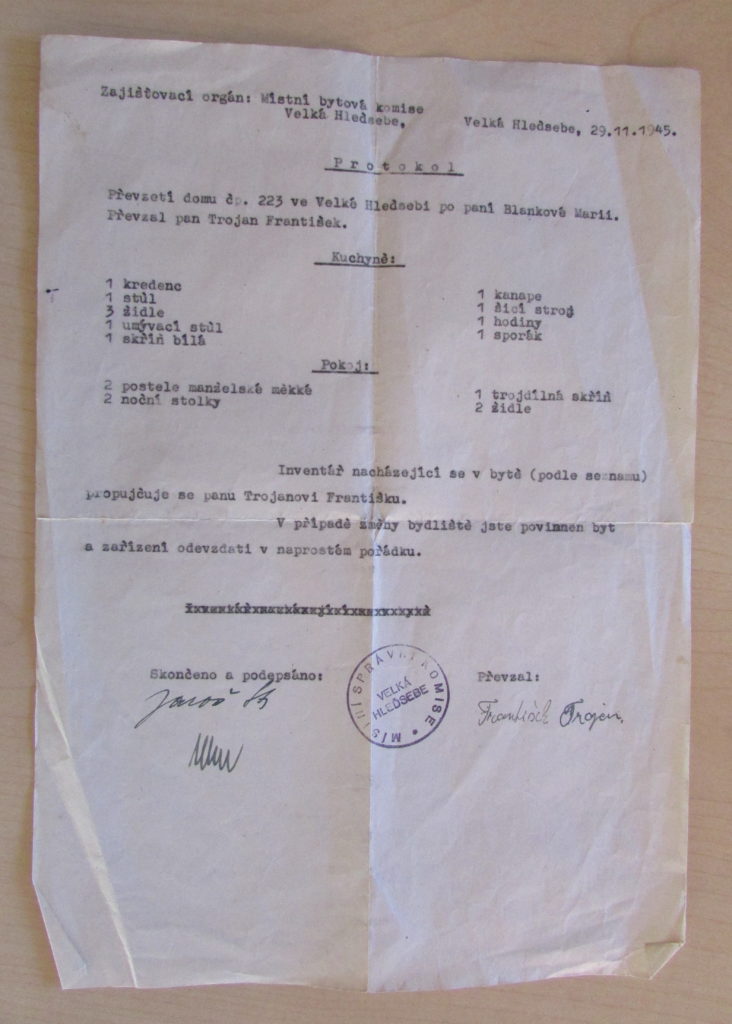 Zajišťovací orgán: Místní bytová komise
Velká Hleďsebe,
Velká Hleďsebe, 29.11.1945.
Protokol
Převzetí domu čp. 223 ve Velké Hleďsebi po paní Blankové Marii.
Převzal pan Trojan František.
Kuchyně:
1 kredenc
1 stůl
3 židle
1 umývací stůl
1 skříň bílá
1 kanape
1 šicí stroj
1 hodiny
1 sporák
Pokoj:
2 postele manželské měkké
2 noční stolky
1 trojdílná skříň
2 židle
Inventář nacházející se v bytě (podle seznamu)
propujčuje se panu Trojanovi Františku.
V případě změny bydliště jste povinnen byt
a zařízení odevzdati v naprostém pořádku.
Skončeno a podepsáno:
Převzal:
František Trojan.
MÍSTNÍ SPRÁVNÍ KOMISE
VELKÁ
HLEĎSEBE